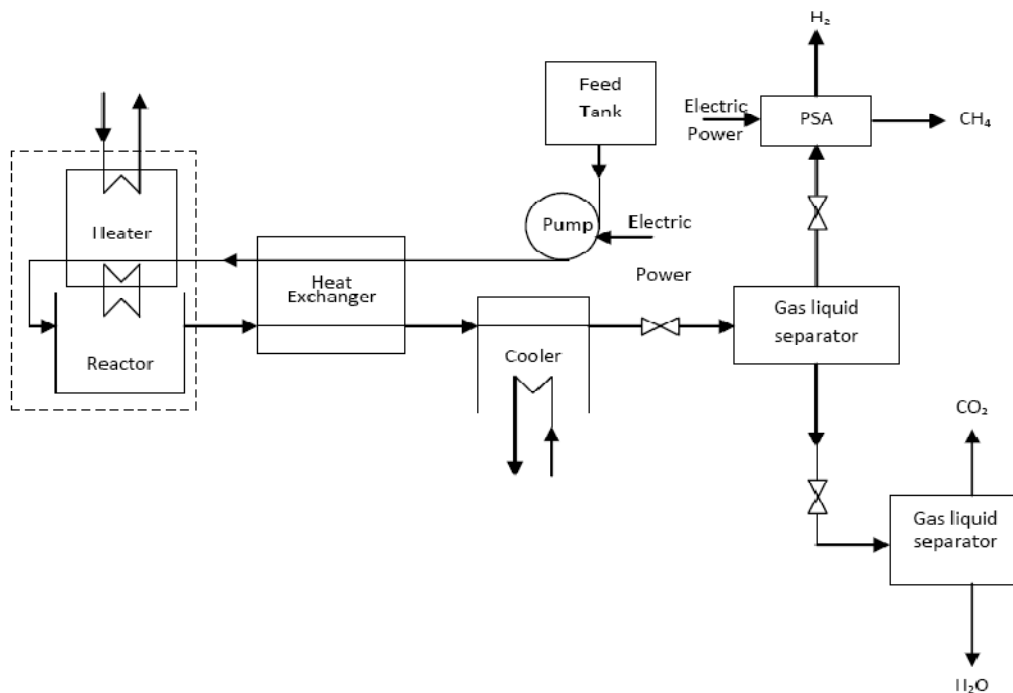 H₂
Feed
Tank
Electric
Power
PSA
CH₄
Heater
Pump
Electric
Power
Heat
Exchanger
Gas liquid
separator
Reactor
Cooler
CO₂
Gas liquid
separator
H₂O